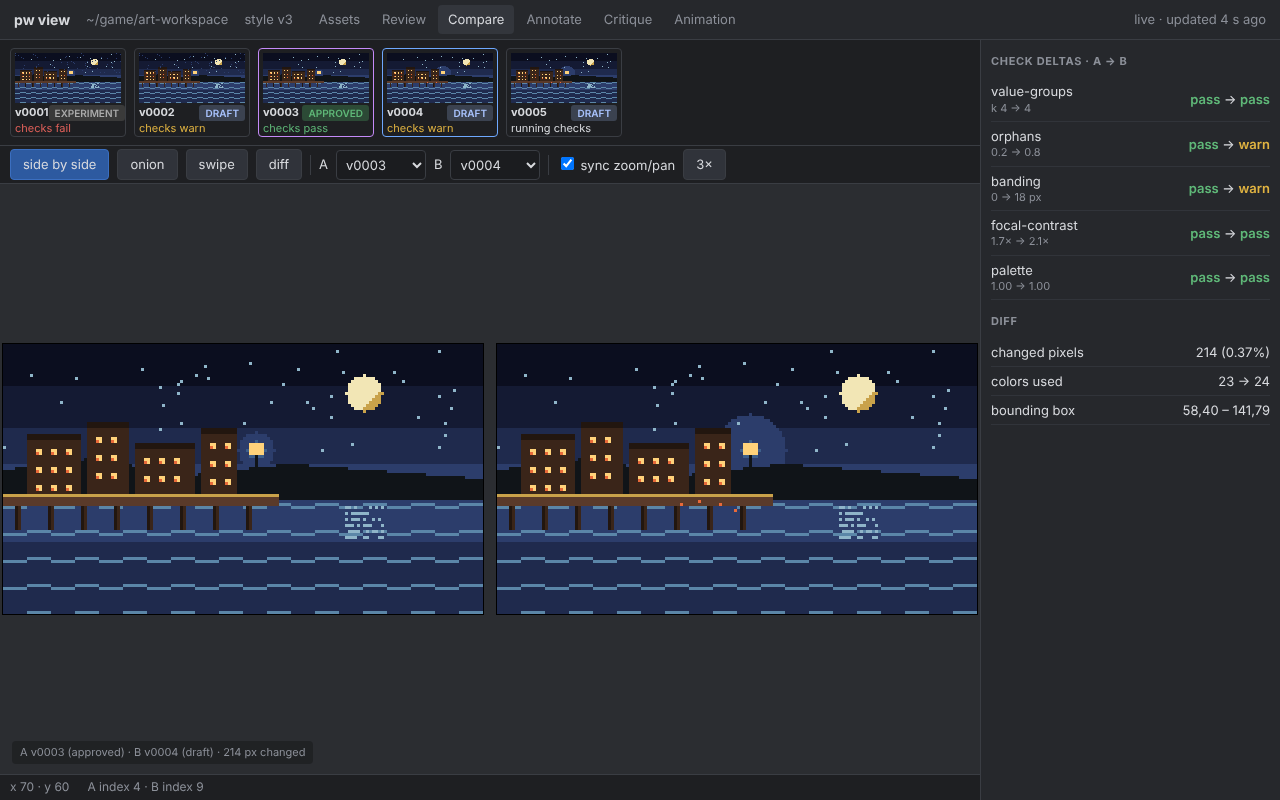 pw view ~/game/art-workspace style v3 Assets Review Compare Annotate Critique Animation live · updated 4 s ago
v0001 EXPERIMENT
checks fail
v0002 DRAFT
checks warn
v0003 APPROVED
checks pass
v0004 DRAFT
checks warn
v0005 DRAFT
running checks
side by side onion swipe diff A v0003 B v0004 sync zoom/pan 3×
A v0003 (approved) · B v0004 (draft) · 214 px changed
x 70 · y 60 A index 4 · B index 9
CHECK DELTAS · A → B
value-groups
k 4 → 4
pass → pass
orphans
0.2 → 0.8
pass → warn
banding
0 → 18 px
pass → warn
focal-contrast
1.7× → 2.1×
pass → pass
palette
1.00 → 1.00
pass → pass
DIFF
changed pixels 214 (0.37%)
colors used 23 → 24
bounding box 58,40 – 141,79